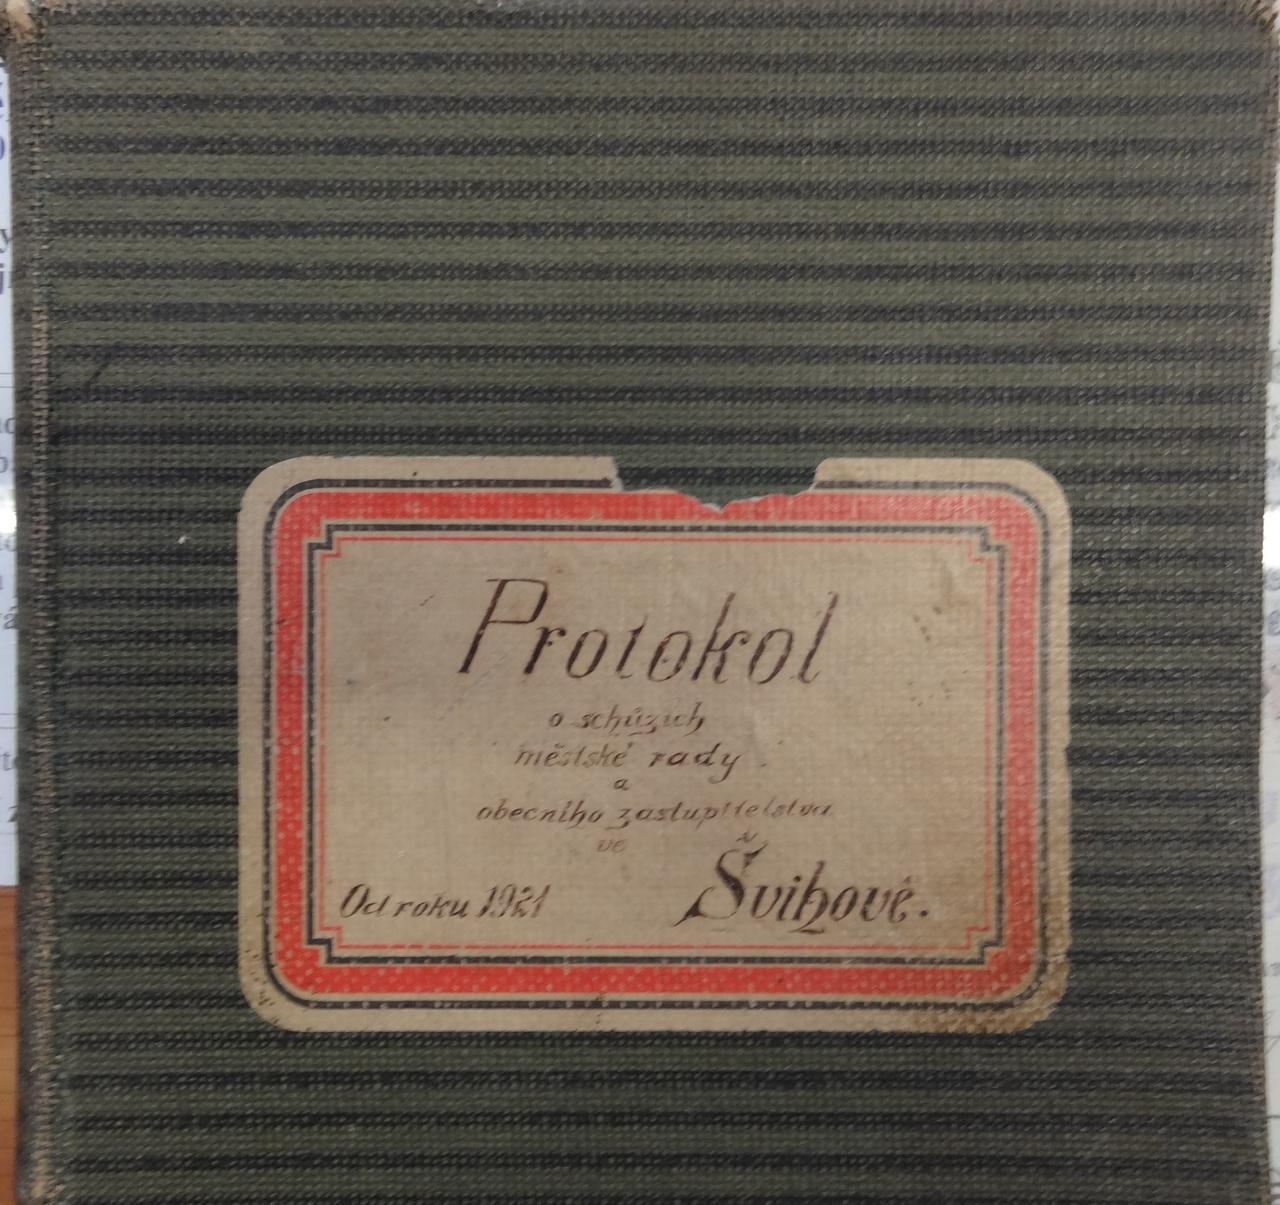 Protokol
o schůzích
městské rady
a
obecního zastupitelstva
ve
Švihově.
Od roku 1921